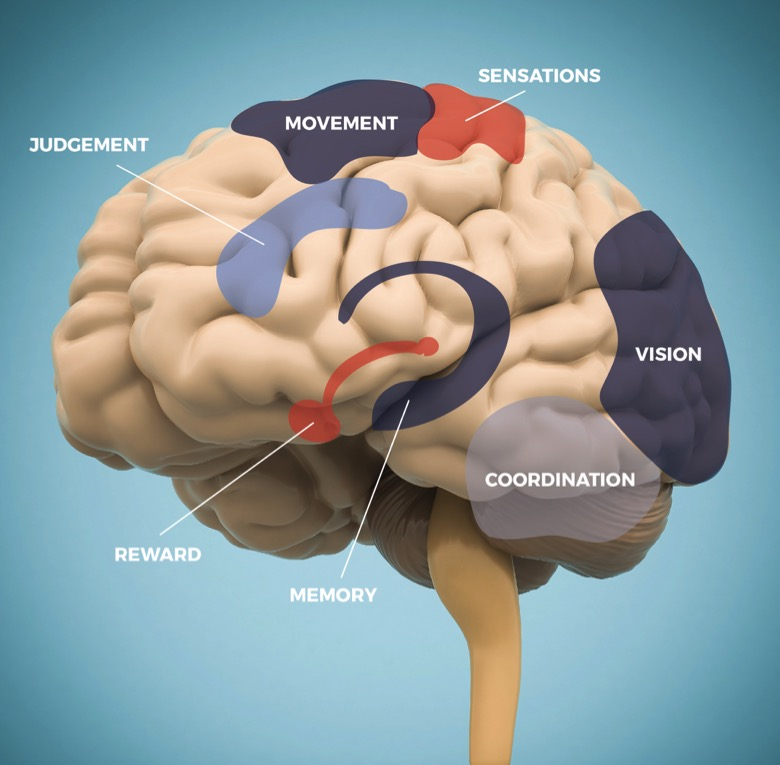 SENSATIONS
MOVEMENT
JUDGEMENT
VISION
COORDINATION
REWARD
MEMORY